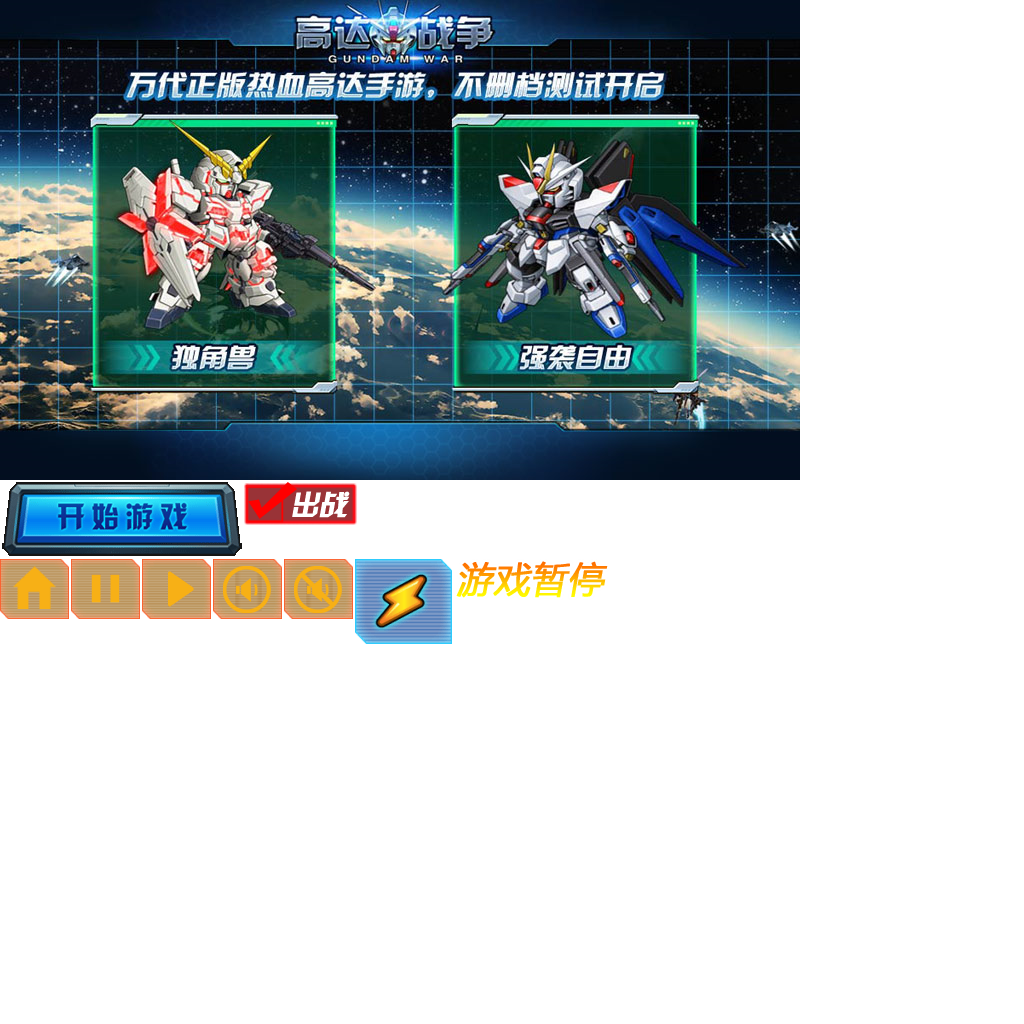 高达战争
GUNDAM WAR
万代正版热血高达手游，不删档测试开启
独角兽
强袭自由
开始游戏
出战
游戏暂停